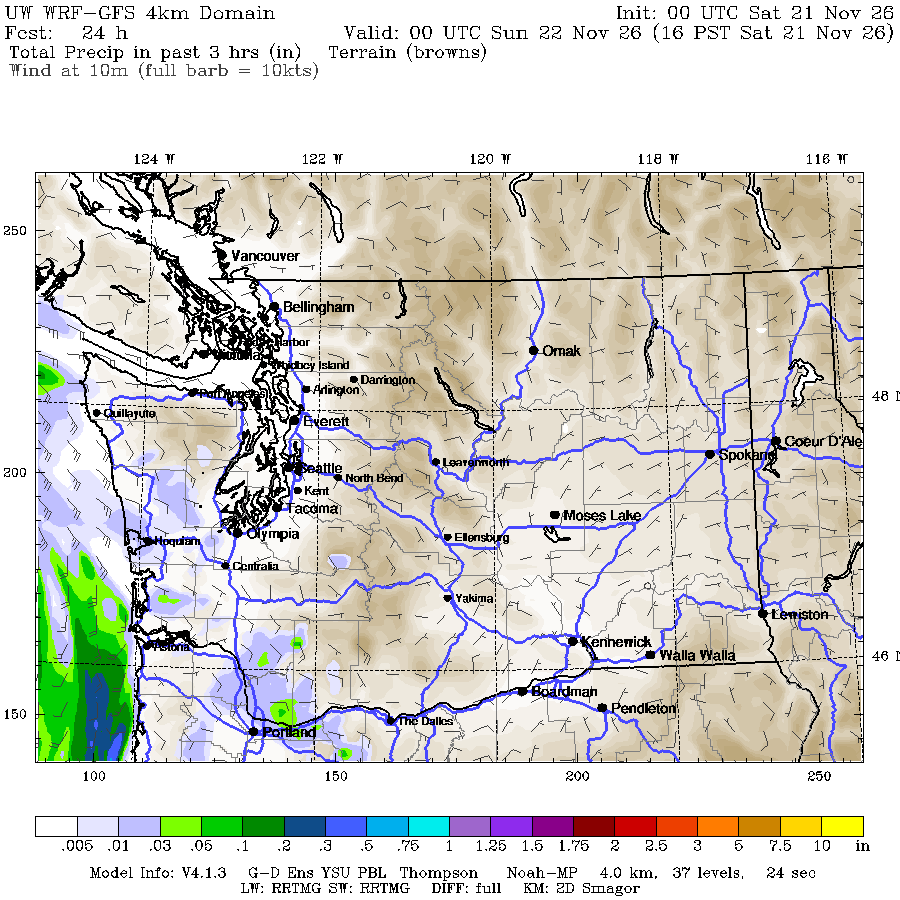 UW WRF-GFS 4km Domain Init: 00 UTC Sat 21 Nov 26
Fcst: 24 h Valid: 00 UTC Sun 22 Nov 26 (16 PST Sat 21 Nov 26)
Total Precip in past 3 hrs (in) Terrain (browns)
Wind at 10m (full barb = 10kts)
124 W 122 W 120 W 118 W 116 W
250
Vancouver
Bellingham
Harbor
Omak
Victoria
Whidbey Island
Darrington
Arlington
Port Angeles
48 N
Quillayute
Everett
Coeur D'Ale
Spokane
Leavenworth
200
Seattle
North Bend
Kent
Tacoma
Moses Lake
Olympia
Hoquiam
Ellensburg
Centralia
Yakima
Lewiston
Astoria
Kennewick
Walla Walla
46 N
Boardman
Pendleton
150
The Dalles
Portland
100 150 200 250
.005 .01 .03 .05 .1 .2 .3 .5 .75 1 1.25 1.5 1.75 2 2.5 3 5 7.5 10 in
Model Info: V4.1.3 G-D Ens YSU PBL Thompson Noah-MP 4.0 km, 37 levels, 24 sec
LW: RRTMG SW: RRTMG DIFF: full KM: 2D Smagor